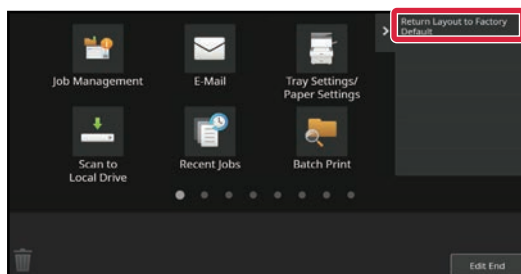 Return Layout to Factory
Default
Job Management
E-Mail
Tray Settings/
Paper Settings
Scan to
Local Drive
Recent Jobs
Batch Print
Edit End